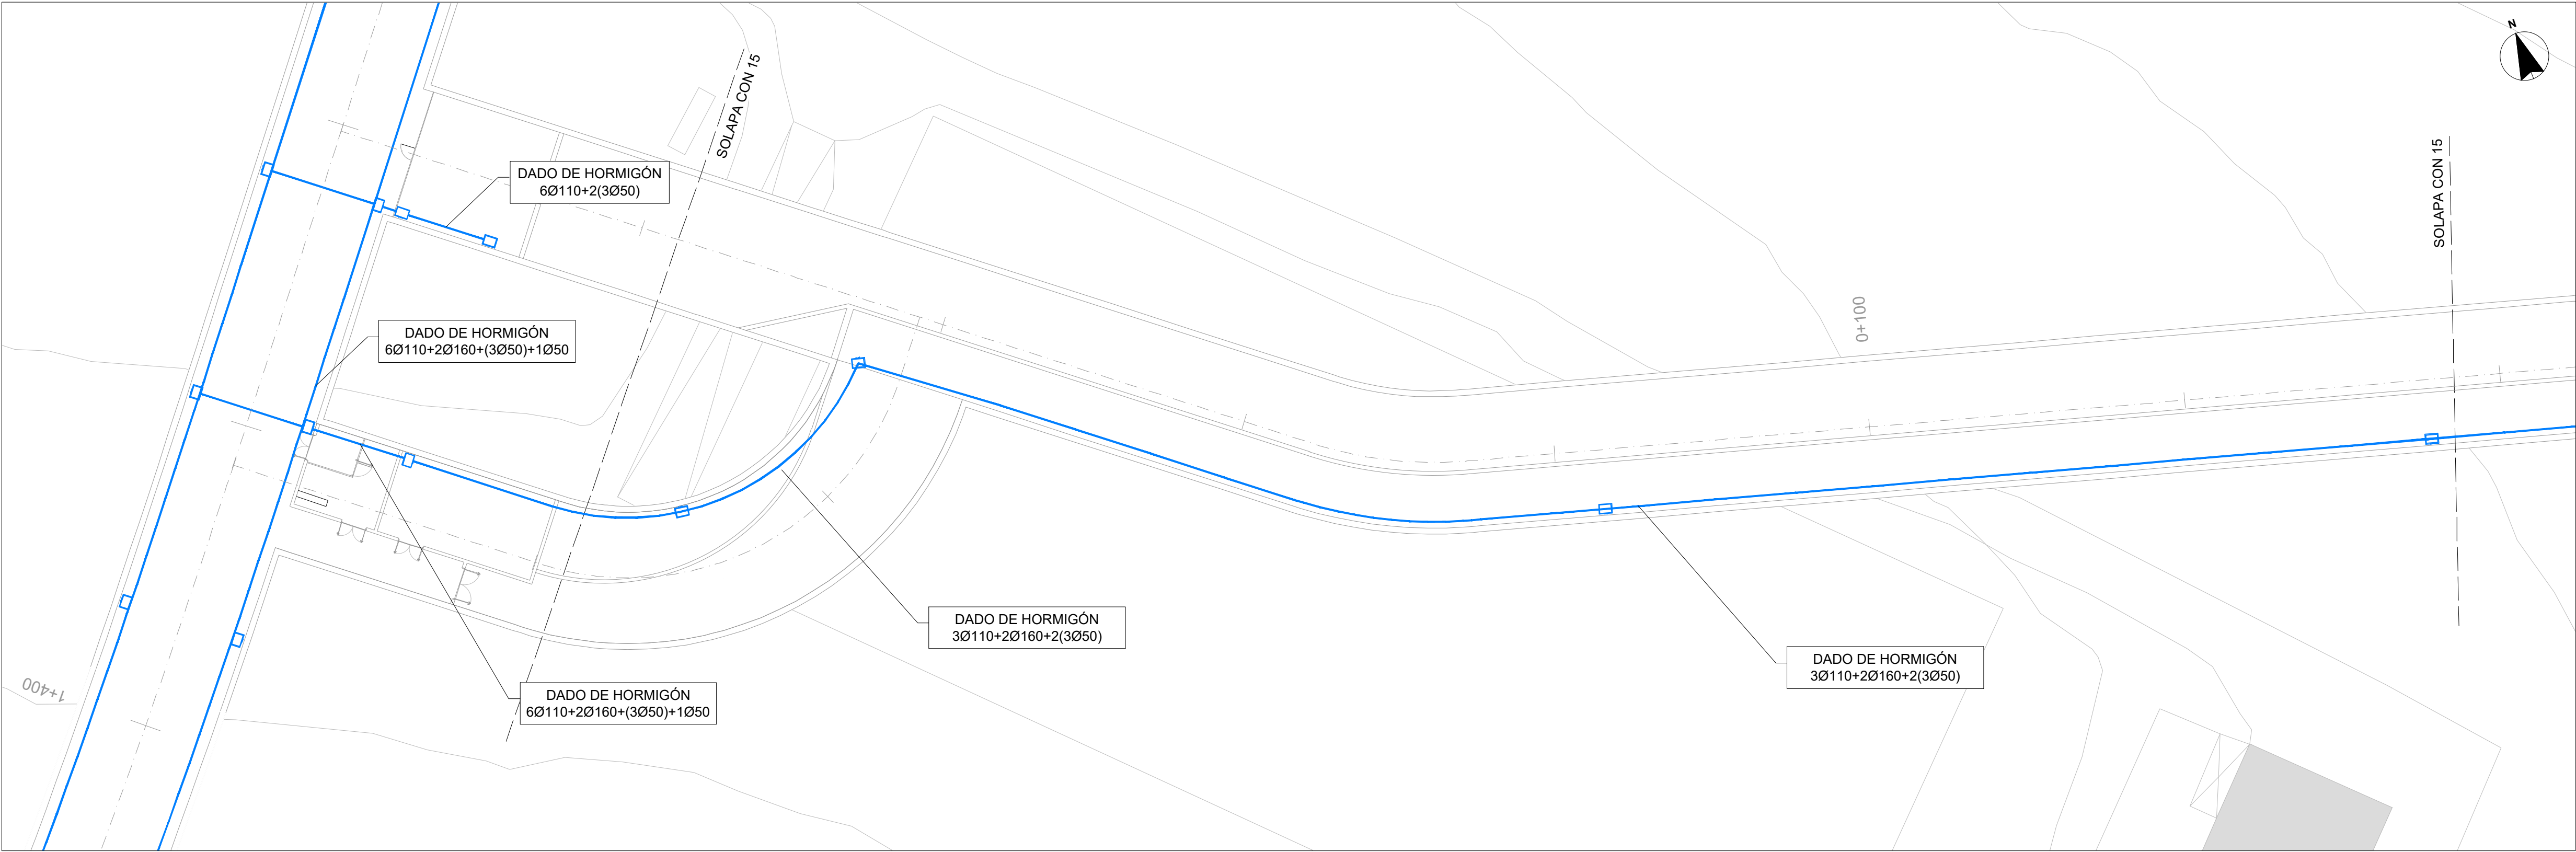 N
SOLAPA CON 15
SOLAPA CON 15
DADO DE HORMIGÓN
6Ø110+2(3Ø50)
DADO DE HORMIGÓN
6Ø110+2Ø160+(3Ø50)+1Ø50
0+100
DADO DE HORMIGÓN
3Ø110+2Ø160+2(3Ø50)
DADO DE HORMIGÓN
3Ø110+2Ø160+2(3Ø50)
1+400
DADO DE HORMIGÓN
6Ø110+2Ø160+(3Ø50)+1Ø50